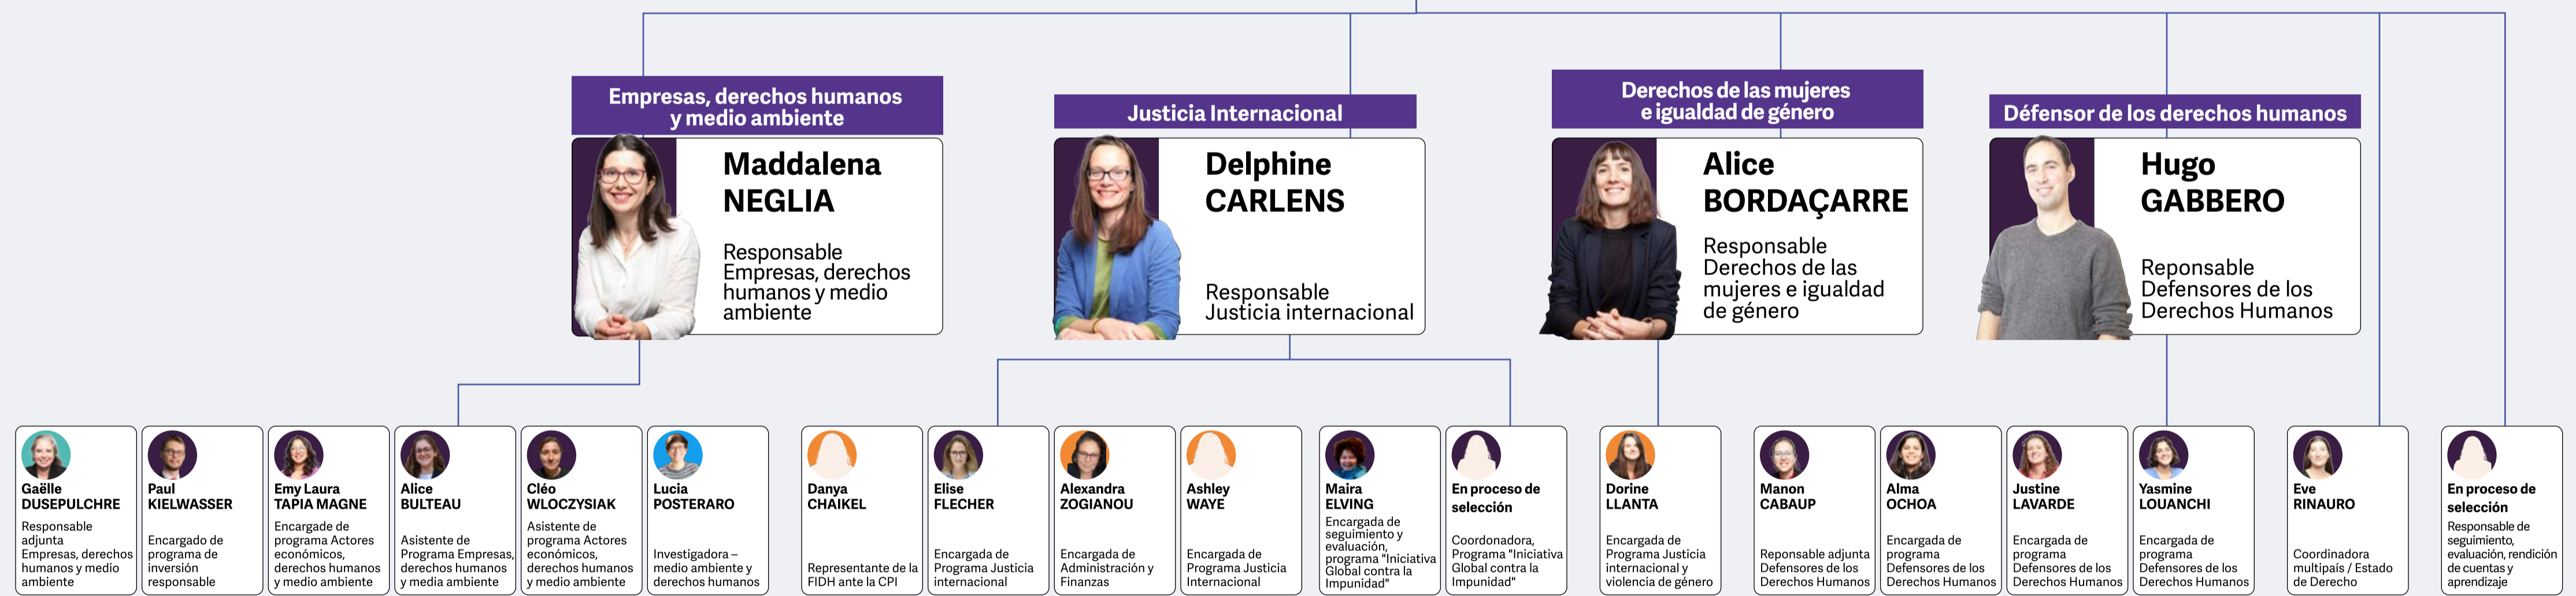 Empresas, derechos humanos
y medio ambiente
Maddalena
NEGLIA
Responsable
Empresas, derechos
humanos y medio
ambiente
Justicia Internacional
Delphine
CARLENS
Responsable
Justicia internacional
Derechos de las mujeres
e igualdad de género
Alice
BORDAÇARRE
Responsable
Derechos de las
mujeres e igualdad
de género
Défensor de los derechos humanos
Hugo
GABBERO
Reponsable
Defensores de los
Derechos Humanos
Gaëlle
DUSEPULCHRE
Responsable
adjunta
Empresas, derechos
humanos y medio
ambiente
Paul
KIELWASSER
Encargado de
programa de
inversión
responsable
Emy Laura
TAPIA MAGNE
Encargade de
programa Actores
económicos,
derechos humanos
y medio ambiente
Alice
BULTEAU
Asistente de
Programa Empresas,
derechos humanos
y media ambiente
Cléo
WLOCZYSIAK
Asistente de
programa Actores
económicos,
derechos humanos
y medio ambiente
Lucia
POSTERARO
Investigadora –
medio ambiente y
derechos humanos
Danya
CHAIKEL
Representante de la
FIDH ante la CPI
Elise
FLECHER
Encargada de
Programa Justicia
internacional
Alexandra
ZOGIANOU
Encargada de
Administración y
Finanzas
Ashley
WAYE
Encargada de
Programa Justicia
Internacional
Maira
ELVING
Encargada de
seguimiento y
evaluación,
programa "Iniciativa
Global contra la
Impunidad"
En proceso de
selección
Coordonadora,
Programa "Iniciativa
Global contra la
Impunidad"
Dorine
LLANTA
Encargada de
Programa Justicia
internacional y
violencia de género
Manon
CABAUP
Reponsable adjunta
Defensores de los
Derechos Humanos
Alma
OCHOA
Encargada de
programa
Defensores de los
Derechos Humanos
Justine
LAVARDE
Encargada de
programa
Defensores de los
Derechos Humanos
Yasmine
LOUANCHI
Encargada de
programa
Defensores de los
Derechos Humanos
Eve
RINAURO
Coordinadora
multipaís / Estado
de Derecho
En proceso de
selección
Responsable de
seguimiento,
evaluación, rendición
de cuentas y
aprendizaje